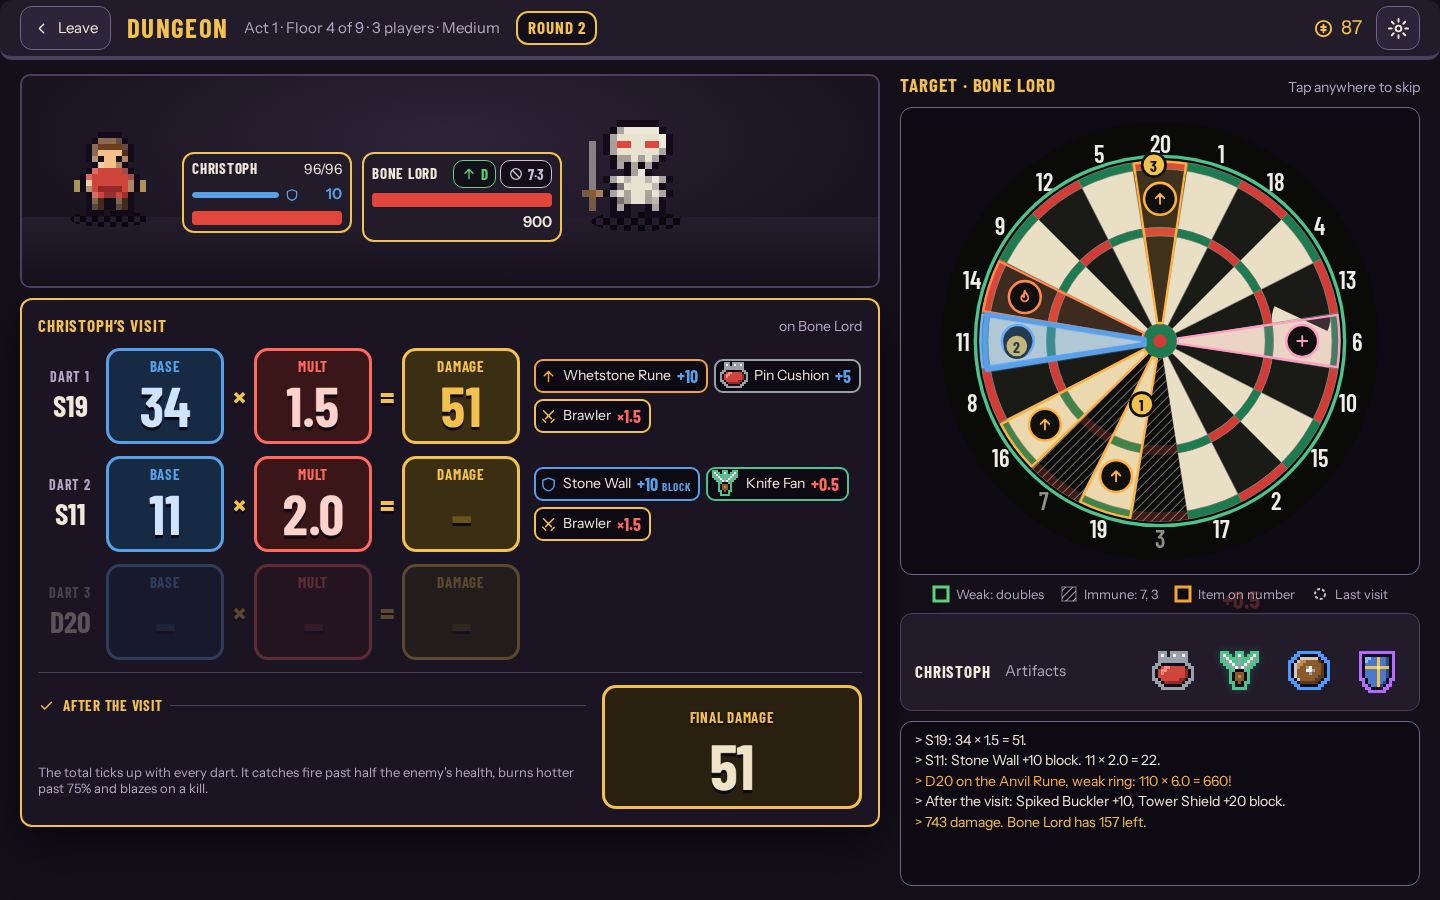 Leave
DUNGEON
Act 1 · Floor 4 of 9 · 3 players · Medium
ROUND 2
87
CHRISTOPH 96/96
10
BONE LORD D 7·3
900
CHRISTOPH'S VISIT
on Bone Lord
DART 1
S19
BASE
34
×
MULT
1.5
=
DAMAGE
51
Whetstone Rune +10
Pin Cushion +5
Brawler ×1.5
DART 2
S11
BASE
11
×
MULT
2.0
=
DAMAGE
–
Stone Wall +10 BLOCK
Knife Fan +0.5
Brawler ×1.5
DART 3
D20
BASE
–
×
MULT
–
=
DAMAGE
–
AFTER THE VISIT
The total ticks up with every dart. It catches fire past half the enemy's health, burns hotter
past 75% and blazes on a kill.
FINAL DAMAGE
51
TARGET · BONE LORD
Tap anywhere to skip
20
1
18
4
13
6
10
15
2
17
3
19
7
16
8
11
14
9
12
5
3
2
1
Weak: doubles
Immune: 7, 3
Item on number
Last visit
+0.5
CHRISTOPH Artifacts
> S19: 34 × 1.5 = 51.
> S11: Stone Wall +10 block. 11 × 2.0 = 22.
> D20 on the Anvil Rune, weak ring: 110 × 6.0 = 660!
> After the visit: Spiked Buckler +10, Tower Shield +20 block.
> 743 damage. Bone Lord has 157 left.